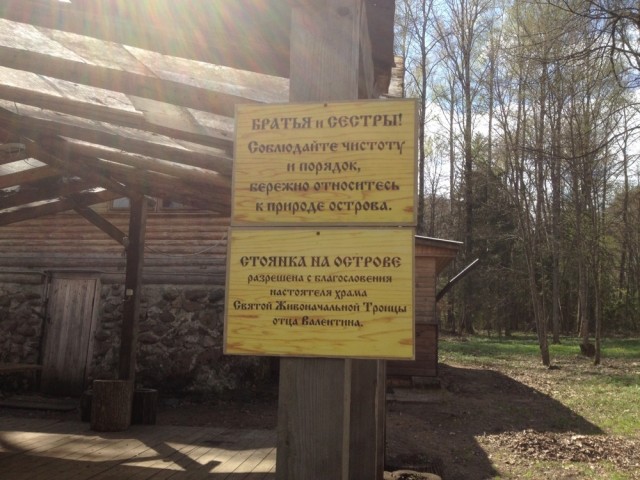 БРАТЬЯ и СЕСТРЫ!
Соблюдайте чистоту
и порядок,
бережно относитесь
к природе острова.
СТОЯНКА НА ОСТРОВЕ
разрешена с благословения
настоятеля храма
Святой Живоначальной Троицы
отца Валентина.